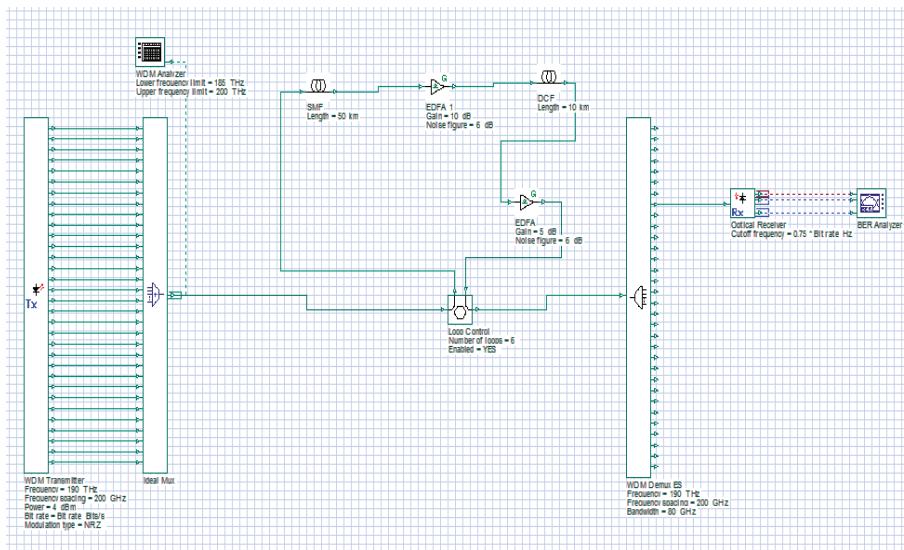 WDM Analyzer
Lower frequency limit = 185 THz
Upper frequency limit = 200 THz
SMF
Length = 50 km
G
EDFA 1
Gain = 10 dB
Noise figure = 6 dB
DCF
Length = 10 km
G
EDFA
Gain = 5 dB
Noise figure = 6 dB
Rx
Optical Receiver
Cutoff frequency = 0.75 * Bit rate Hz
BER Analyzer
Tx
Loop Control
Number of loops = 6
Enabled = YES
WDM Transmitter
Frequency = 190 THz
Frequency spacing = 200 GHz
Power = 4 dBm
Bit rate = Bit rate Bits/s
Modulation type = NRZ
Ideal Mux
WDM Demux ES
Frequency = 190 THz
Frequency spacing = 200 GHz
Bandwidth = 80 GHz